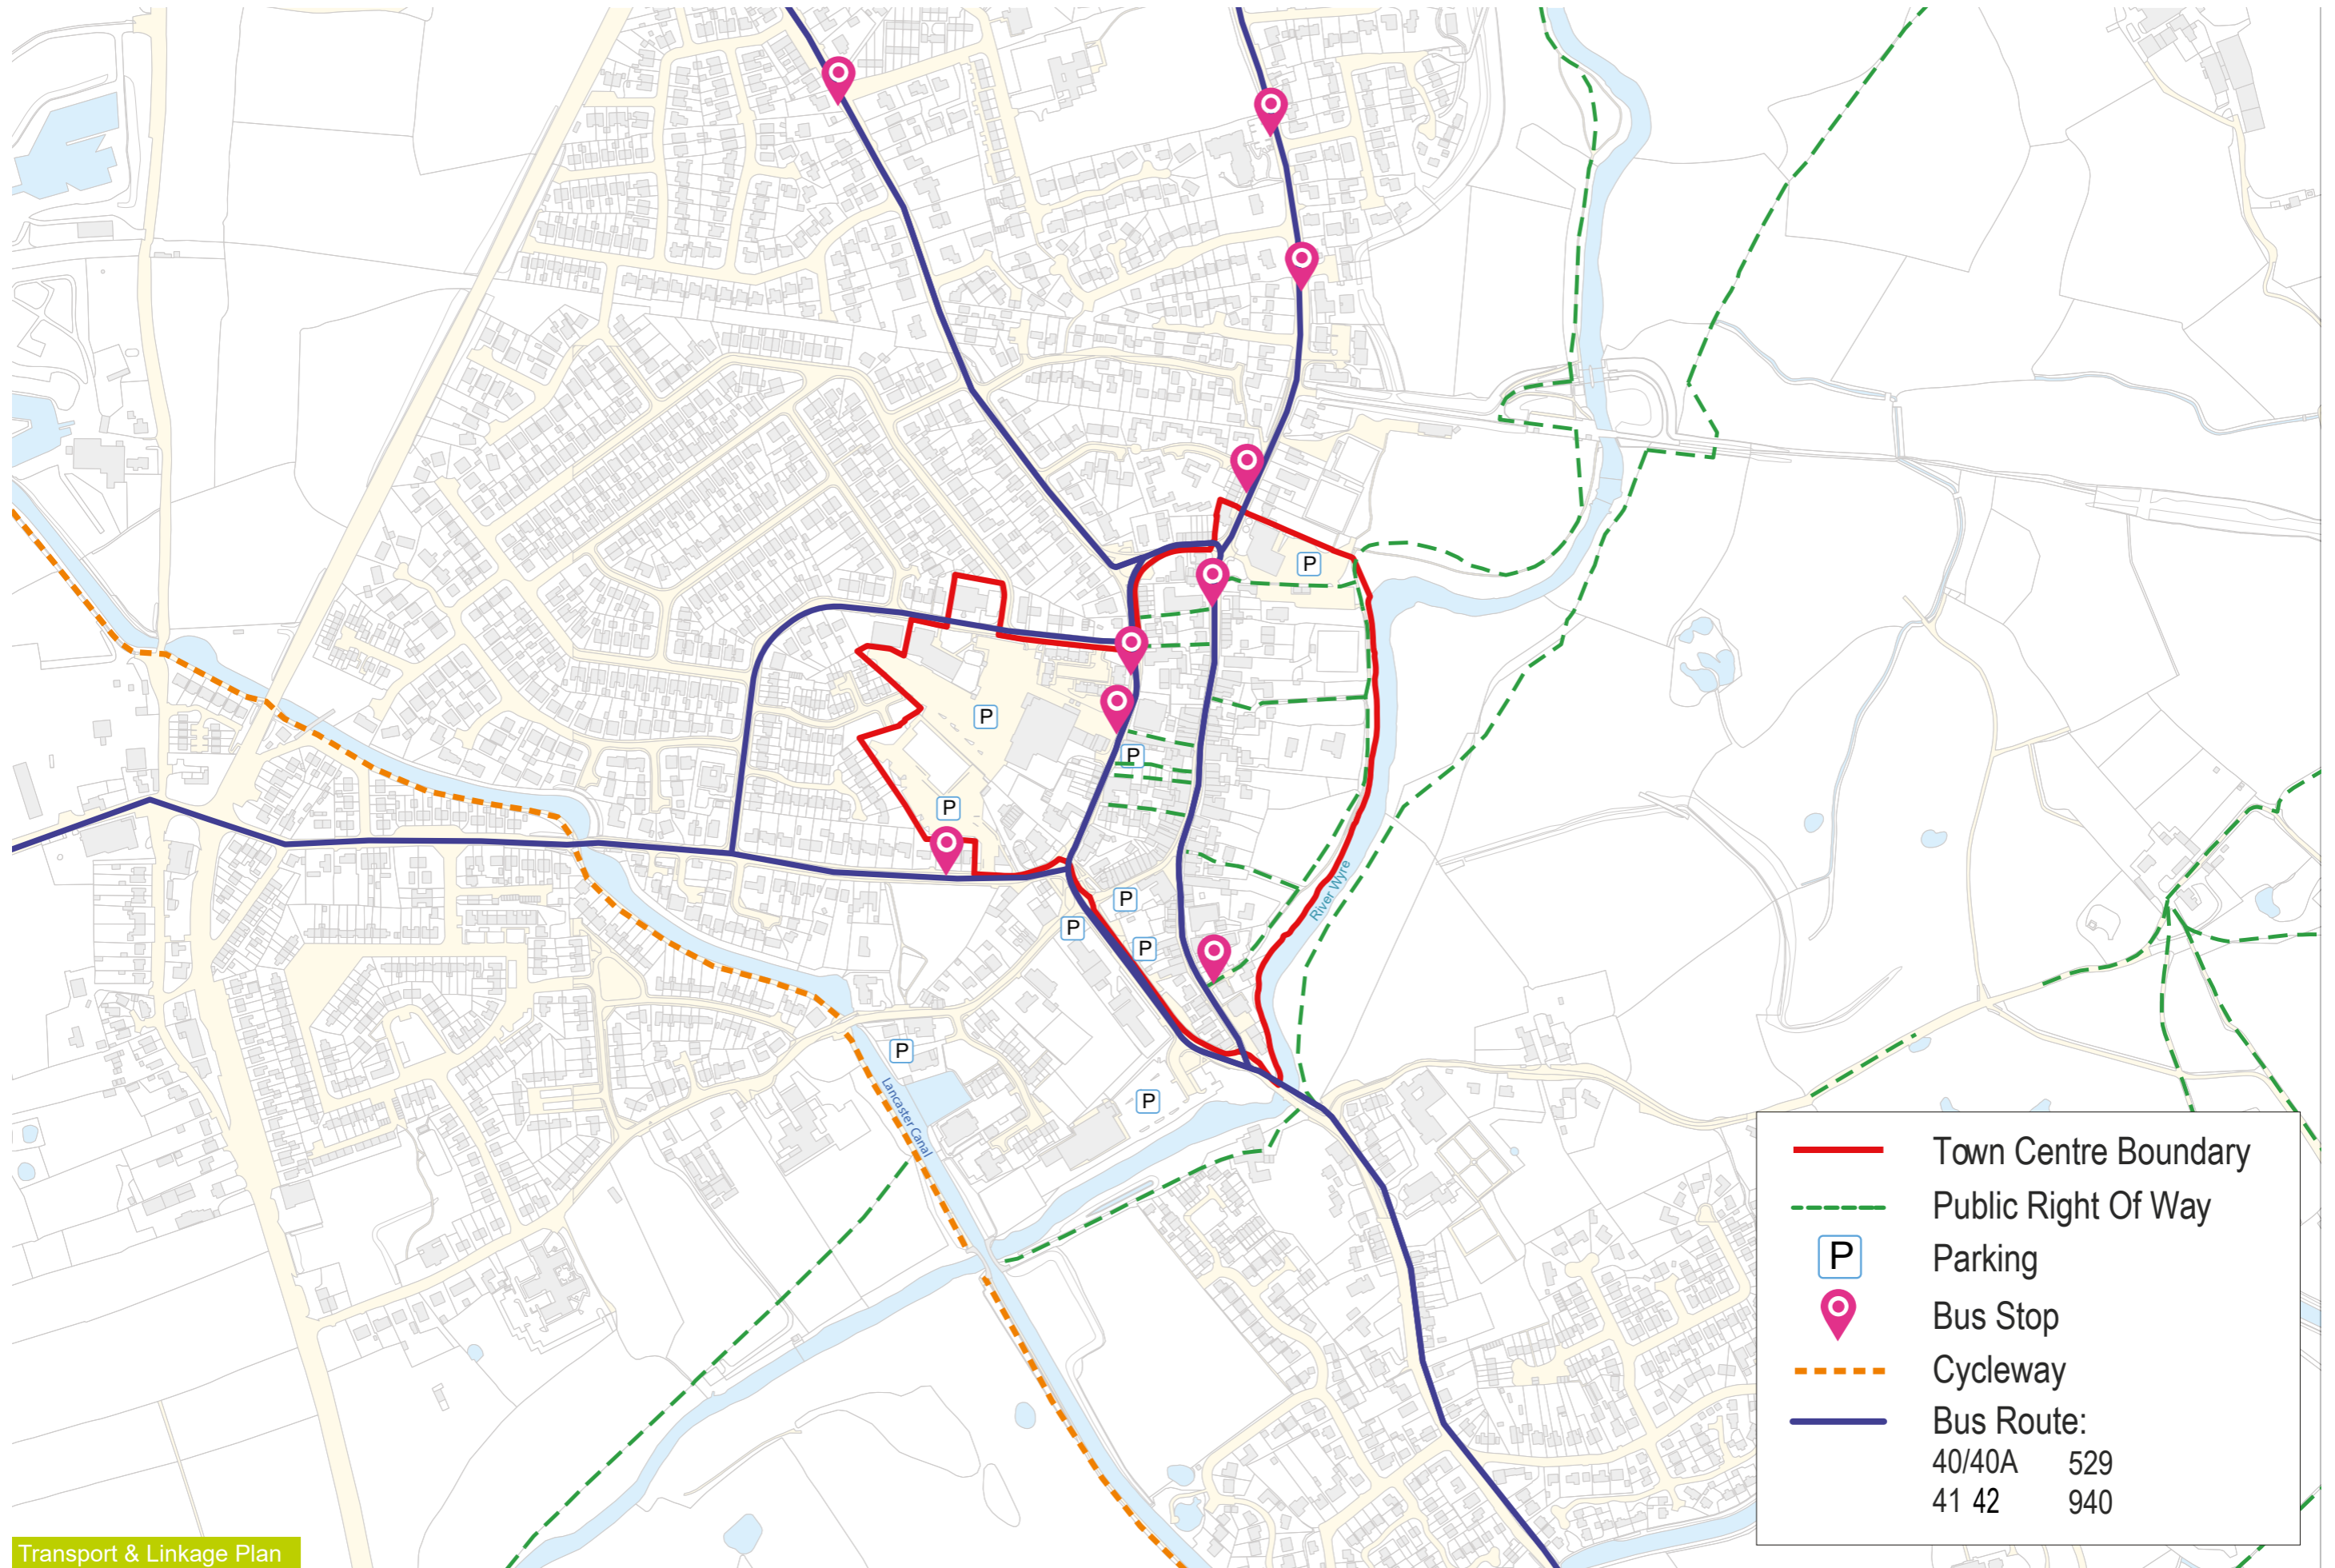 P
P
P
P
P
P
P
River Wyre
P
Lancaster Canal
P
Town Centre Boundary
Public Right Of Way
P
Parking
Bus Stop
Cycleway
Bus Route:
40/40A 529
41 42 940
Transport & Linkage Plan